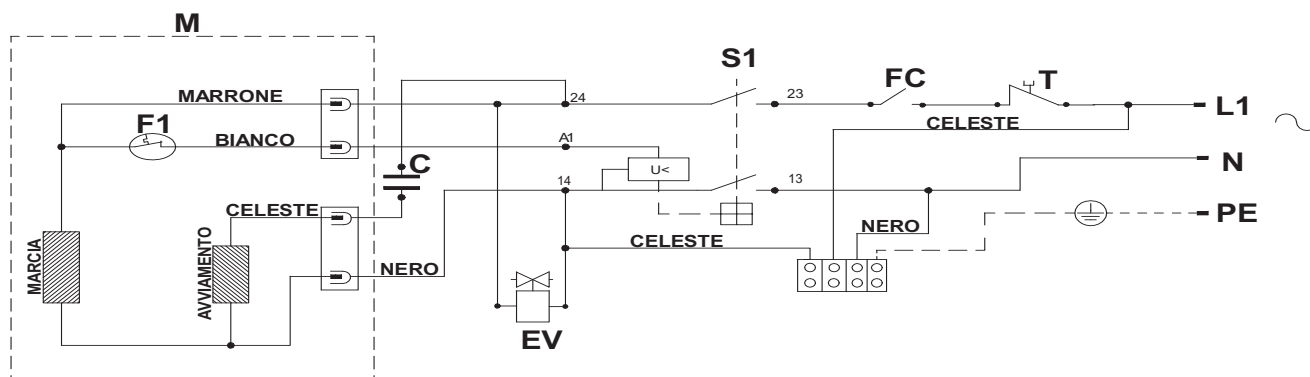 M
S1
FC
T
MARRONE
24
23
L1
F1
CELESTE
BIANCO
A1
C
U<
N
14
13
CELESTE
PE
NERO
CELESTE
NERO
MARCIA
AVVIAMENTO
EV